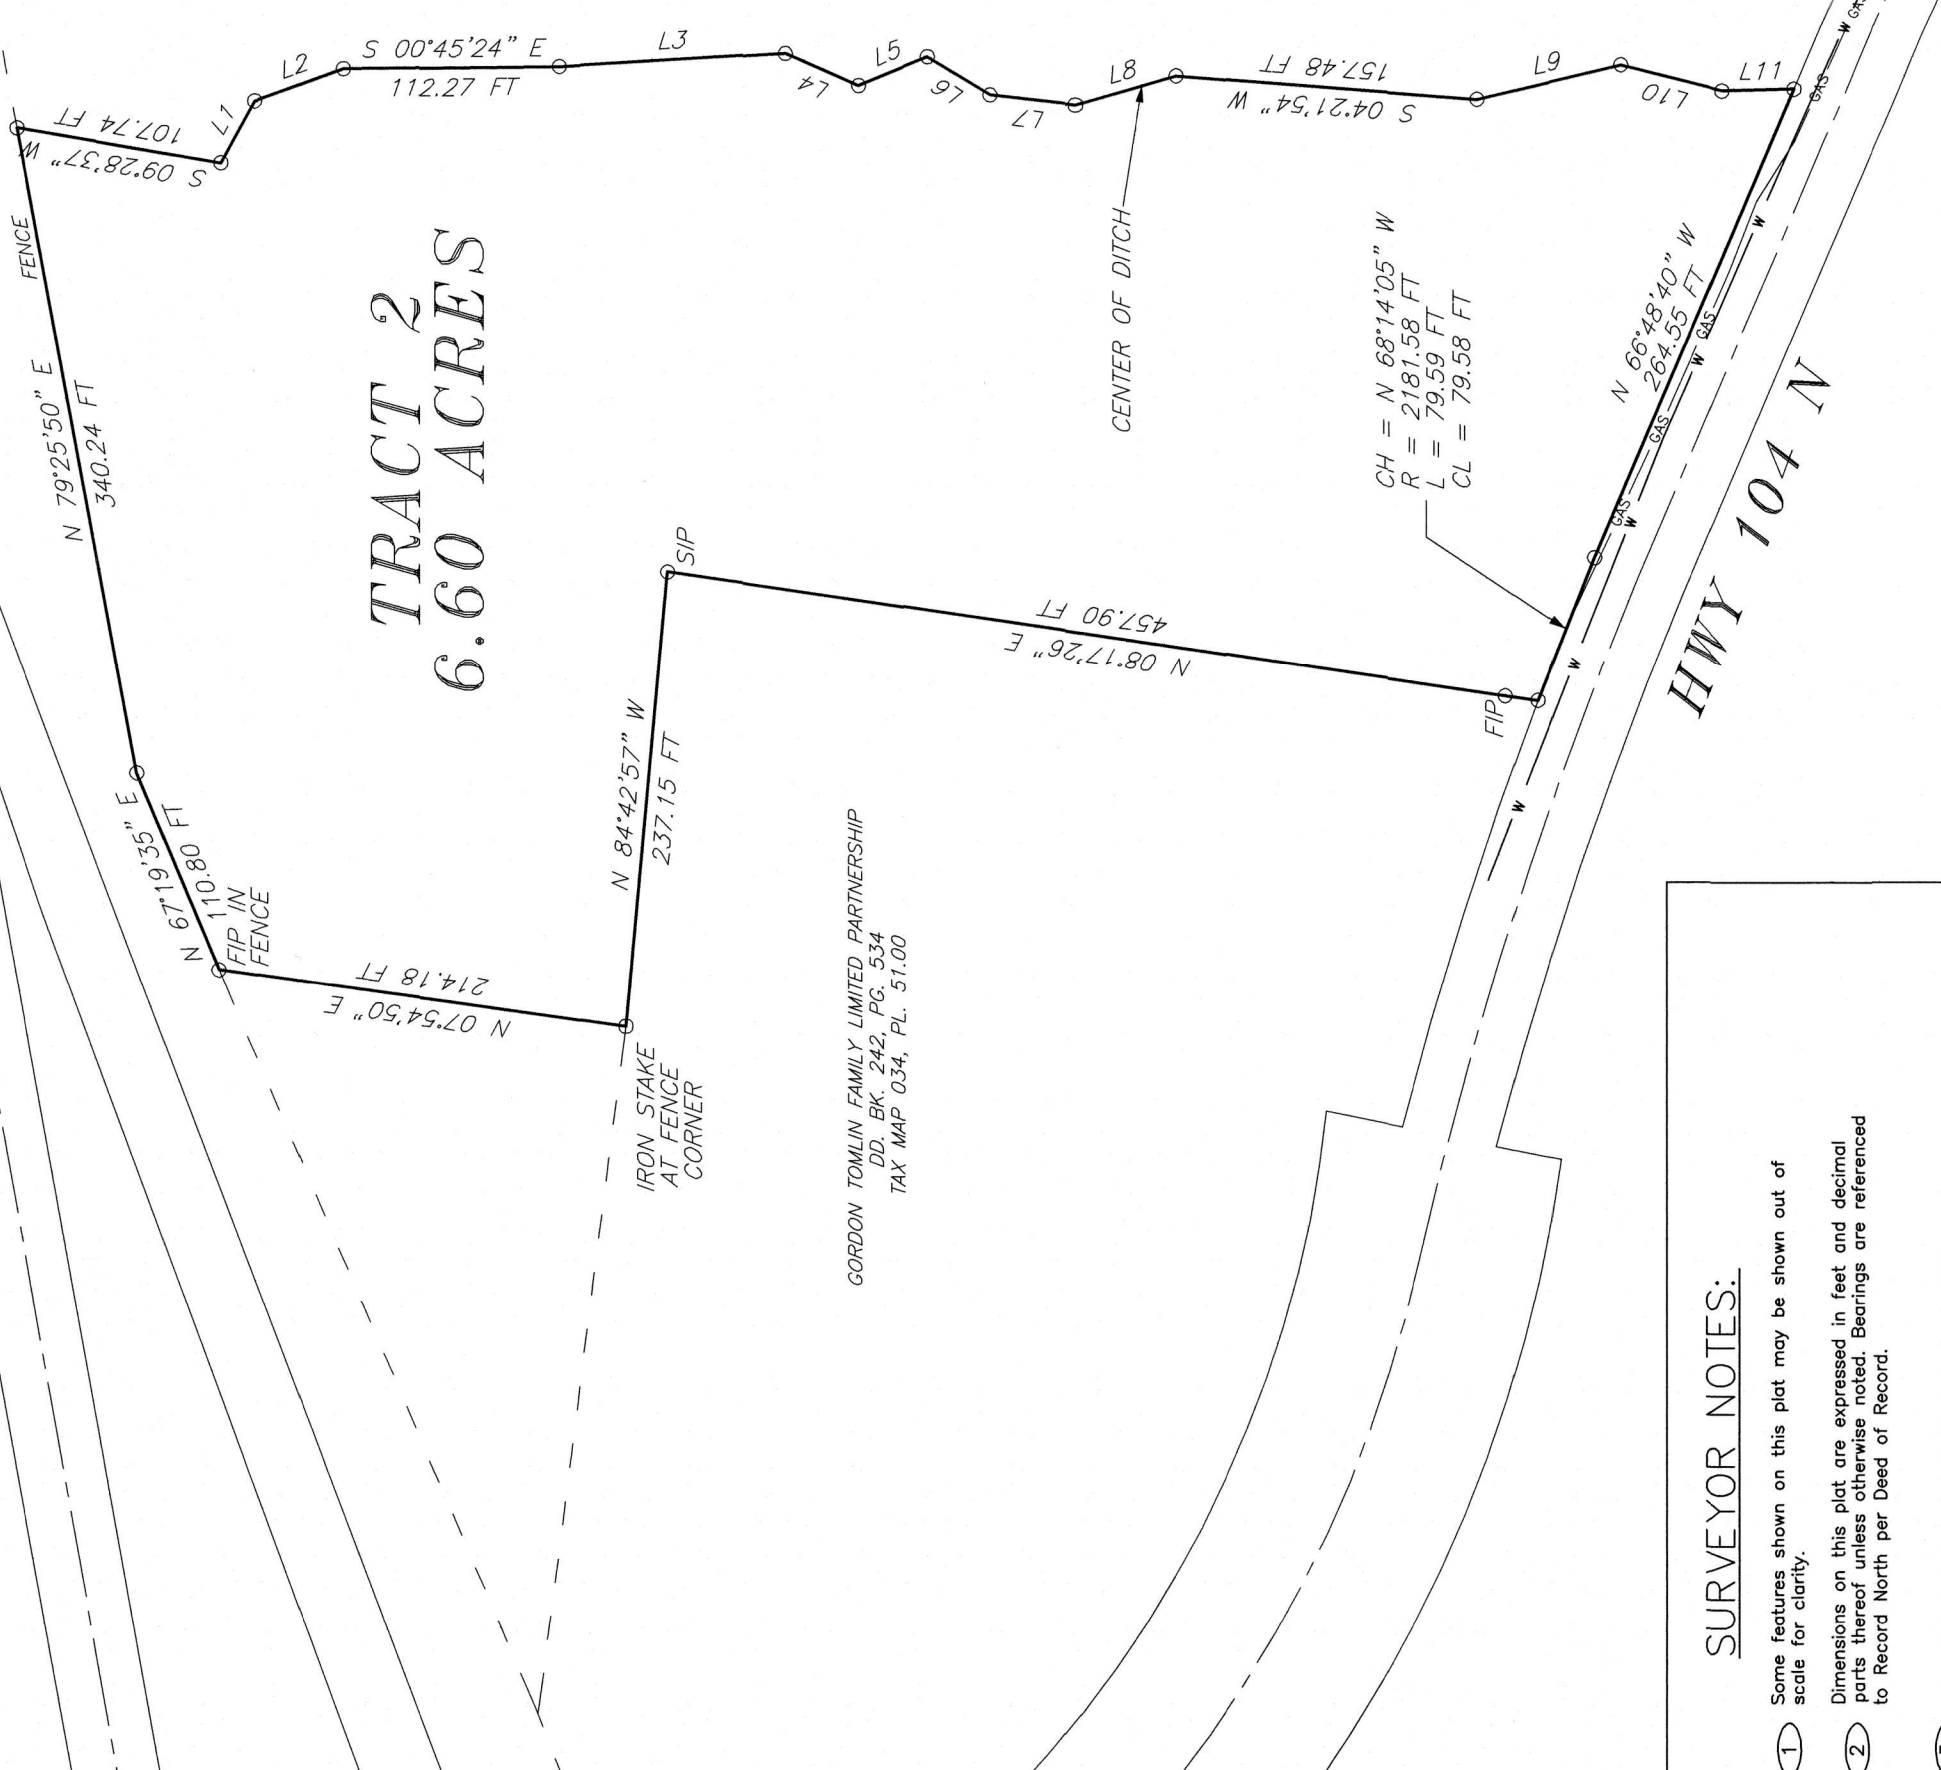 FENCE
S 09°28'37" W
107.74 FT
L1
L2
S 00°45'24" E
112.27 FT
L3
L4
L5
L6
L7
L8
S 04°21'54" W
157.48 FT
L9
L10
L11
N 79°25'50" E
340.24 FT
TRACT 2
6.60 ACRES
CENTER OF DITCH
CH = N 68°14'05" W
R = 2181.58 FT
L = 79.59 FT
CL = 79.58 FT
N 66°48'40" W
264.55 FT
HWY 104 N
GAS
W
GAS
W
GAS
W
GAS
W
GAS
W
W
W
SIP
N 08°17'26" E
457.90 FT
FIP
N 84°42'57" W
237.15 FT
N 67°19'35" E
110.80 FT
FIP IN
FENCE
N 07°54'50" E
214.18 FT
IRON STAKE
AT FENCE
CORNER
GORDON TOMLIN FAMILY LIMITED PARTNERSHIP
DD. BK. 242, PG. 534
TAX MAP 034, PL. 51.00
SURVEYOR NOTES:
1 Some features shown on this plat may be shown out of
scale for clarity.
2 Dimensions on this plat are expressed in feet and decimal
parts thereof unless otherwise noted. Bearings are referenced
to Record North per Deed of Record.